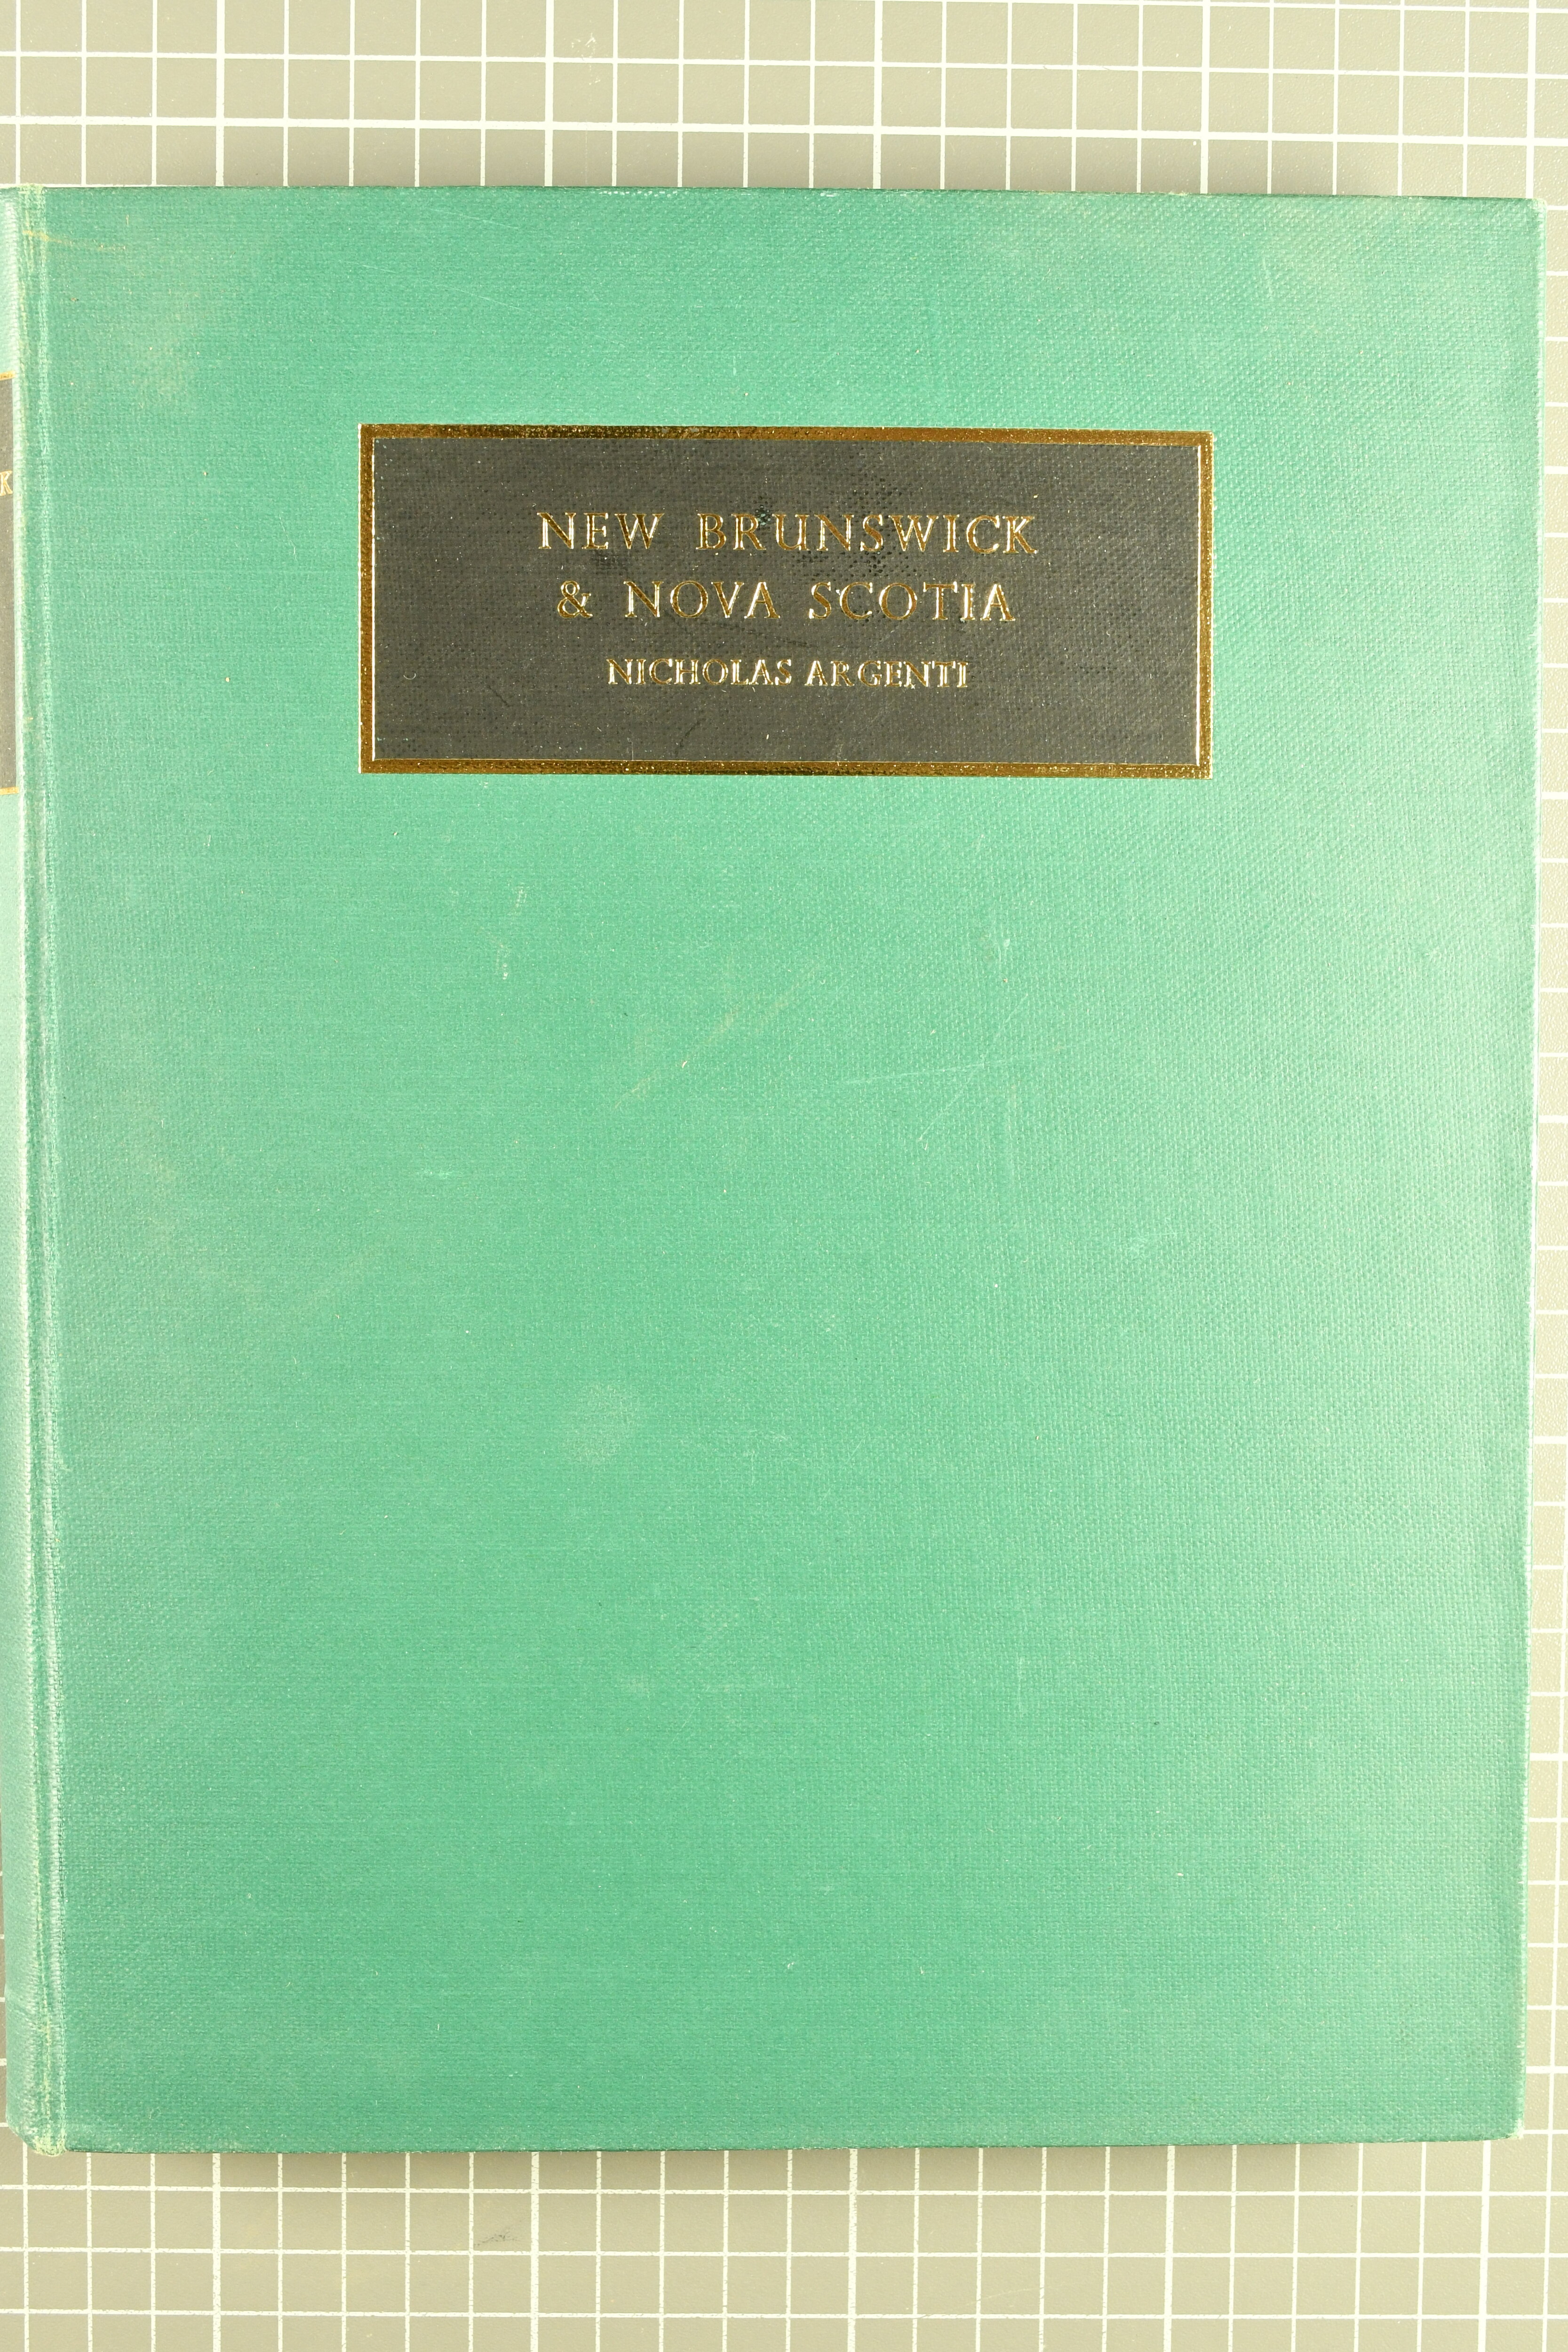 NEW BRUNSWICK
& NOVA SCOTIA
NICHOLAS ARGENTI
K